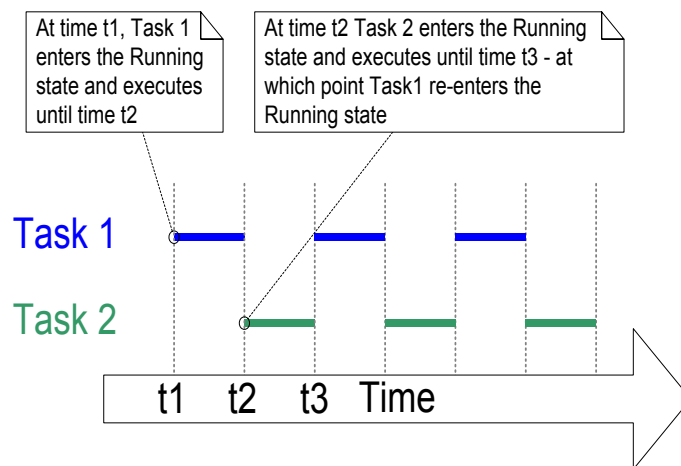 At time t1, Task 1
enters the Running
state and executes
until time t2
At time t2 Task 2 enters the Running
state and executes until time t3 - at
which point Task1 re-enters the
Running state
Task 1
Task 2
t1 t2 t3 Time